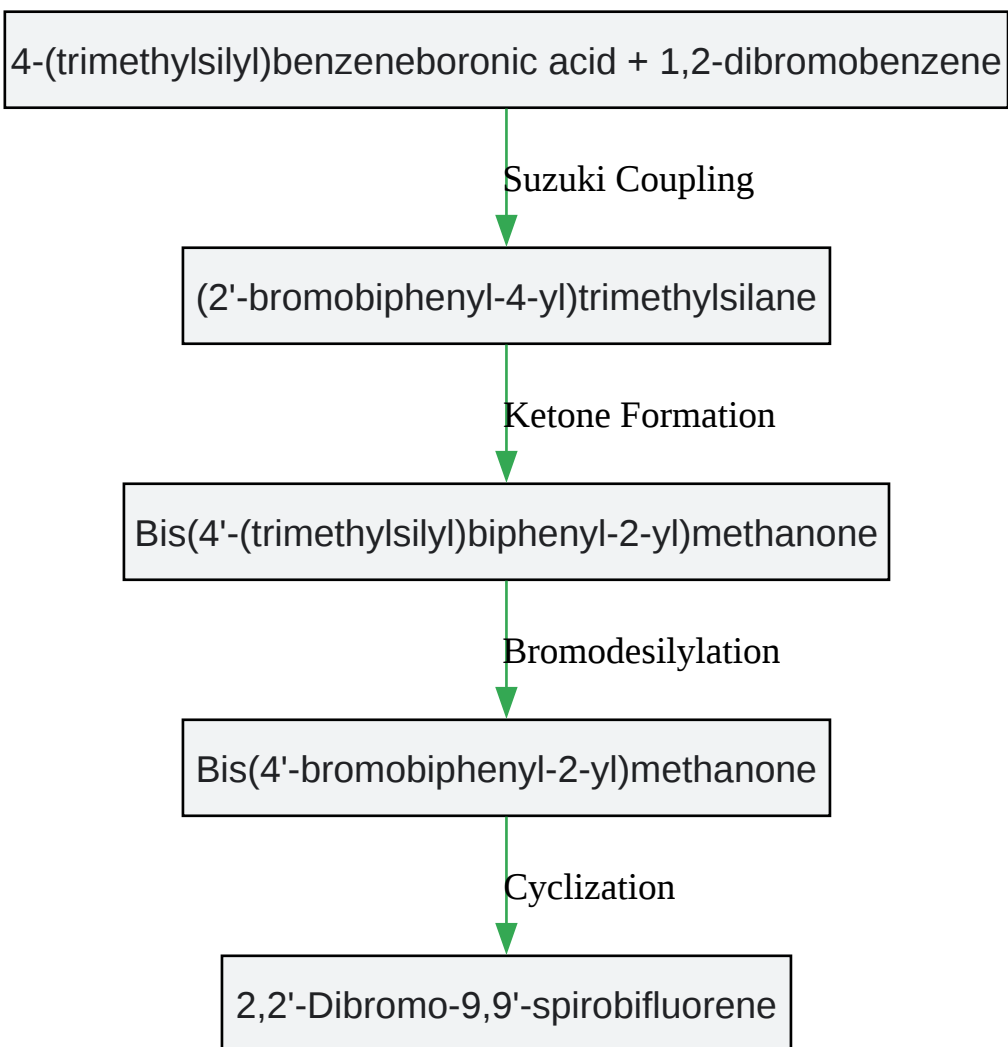 4-(trimethylsilyl)benzeneboronic acid + 1,2-dibromobenzene
Suzuki Coupling
(2'-bromobiphenyl-4-yl)trimethylsilane
Ketone Formation
Bis(4'-(trimethylsilyl)biphenyl-2-yl)methanone
Bromodesilylation
Bis(4'-bromobiphenyl-2-yl)methanone
Cyclization
2,2'-Dibromo-9,9'-spirobifluorene